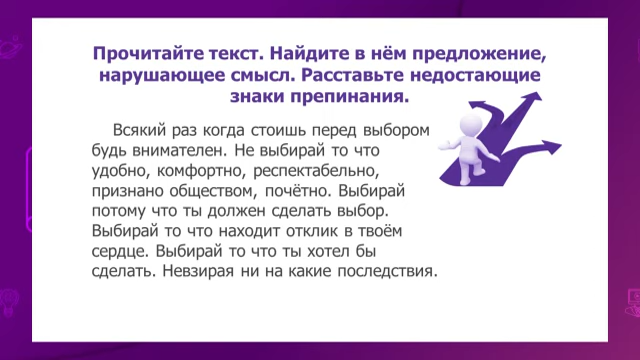 Прочитайте текст. Найдите в нём предложение,
нарушающее смысл. Расставьте недостающие
знаки препинания.
Всякий раз когда стоишь перед выбором
будь внимателен. Не выбирай то что
удобно, комфортно, респектабельно,
признано обществом, почётно. Выбирай
потому что ты должен сделать выбор.
Выбирай то что находит отклик в твоём
сердце. Выбирай то что ты хотел бы
сделать. Невзирая ни на какие последствия.